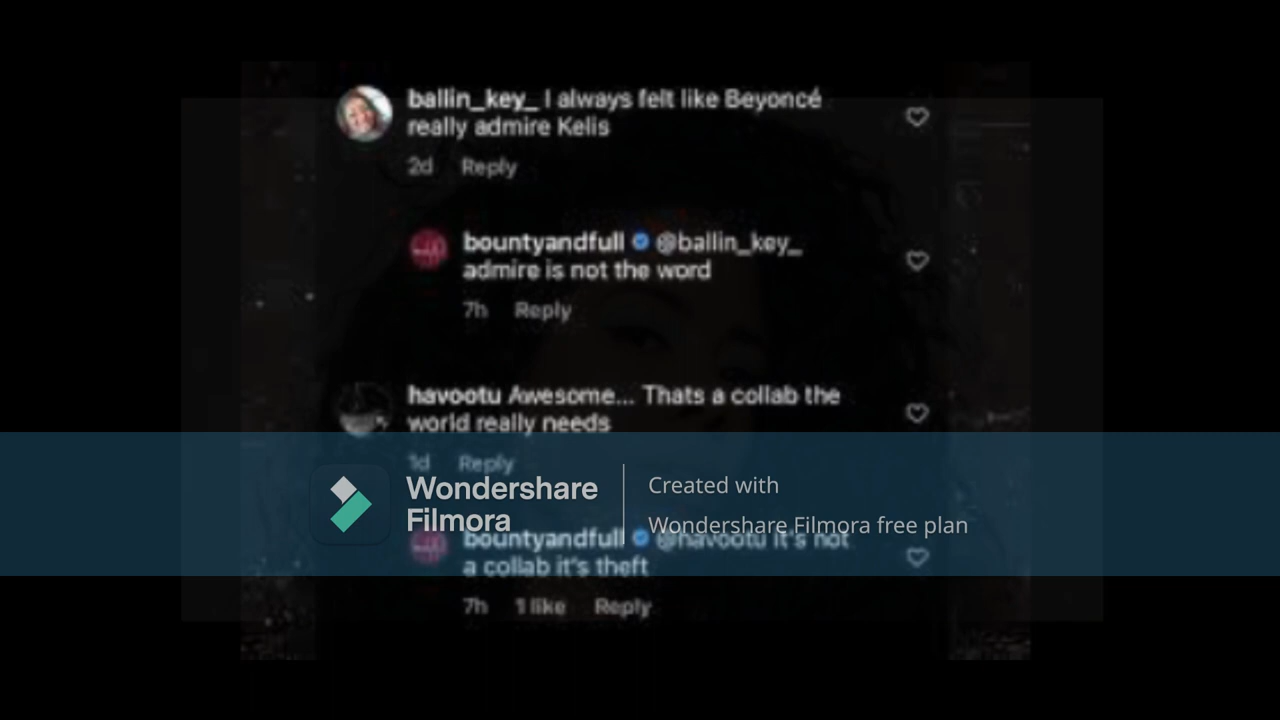 ballin_key_ I always felt like Beyoncé
really admire Kelis
2d Reply
bountyandfull @ballin_key_
admire is not the word
7h Reply
havootu Awesome... Thats a collab the
world really needs
1d Reply
Wondershare
Filmora
Created with
Wondershare Filmora free plan
bountyandfull @havootu it's not
a collab it's theft
7h 1 like Reply